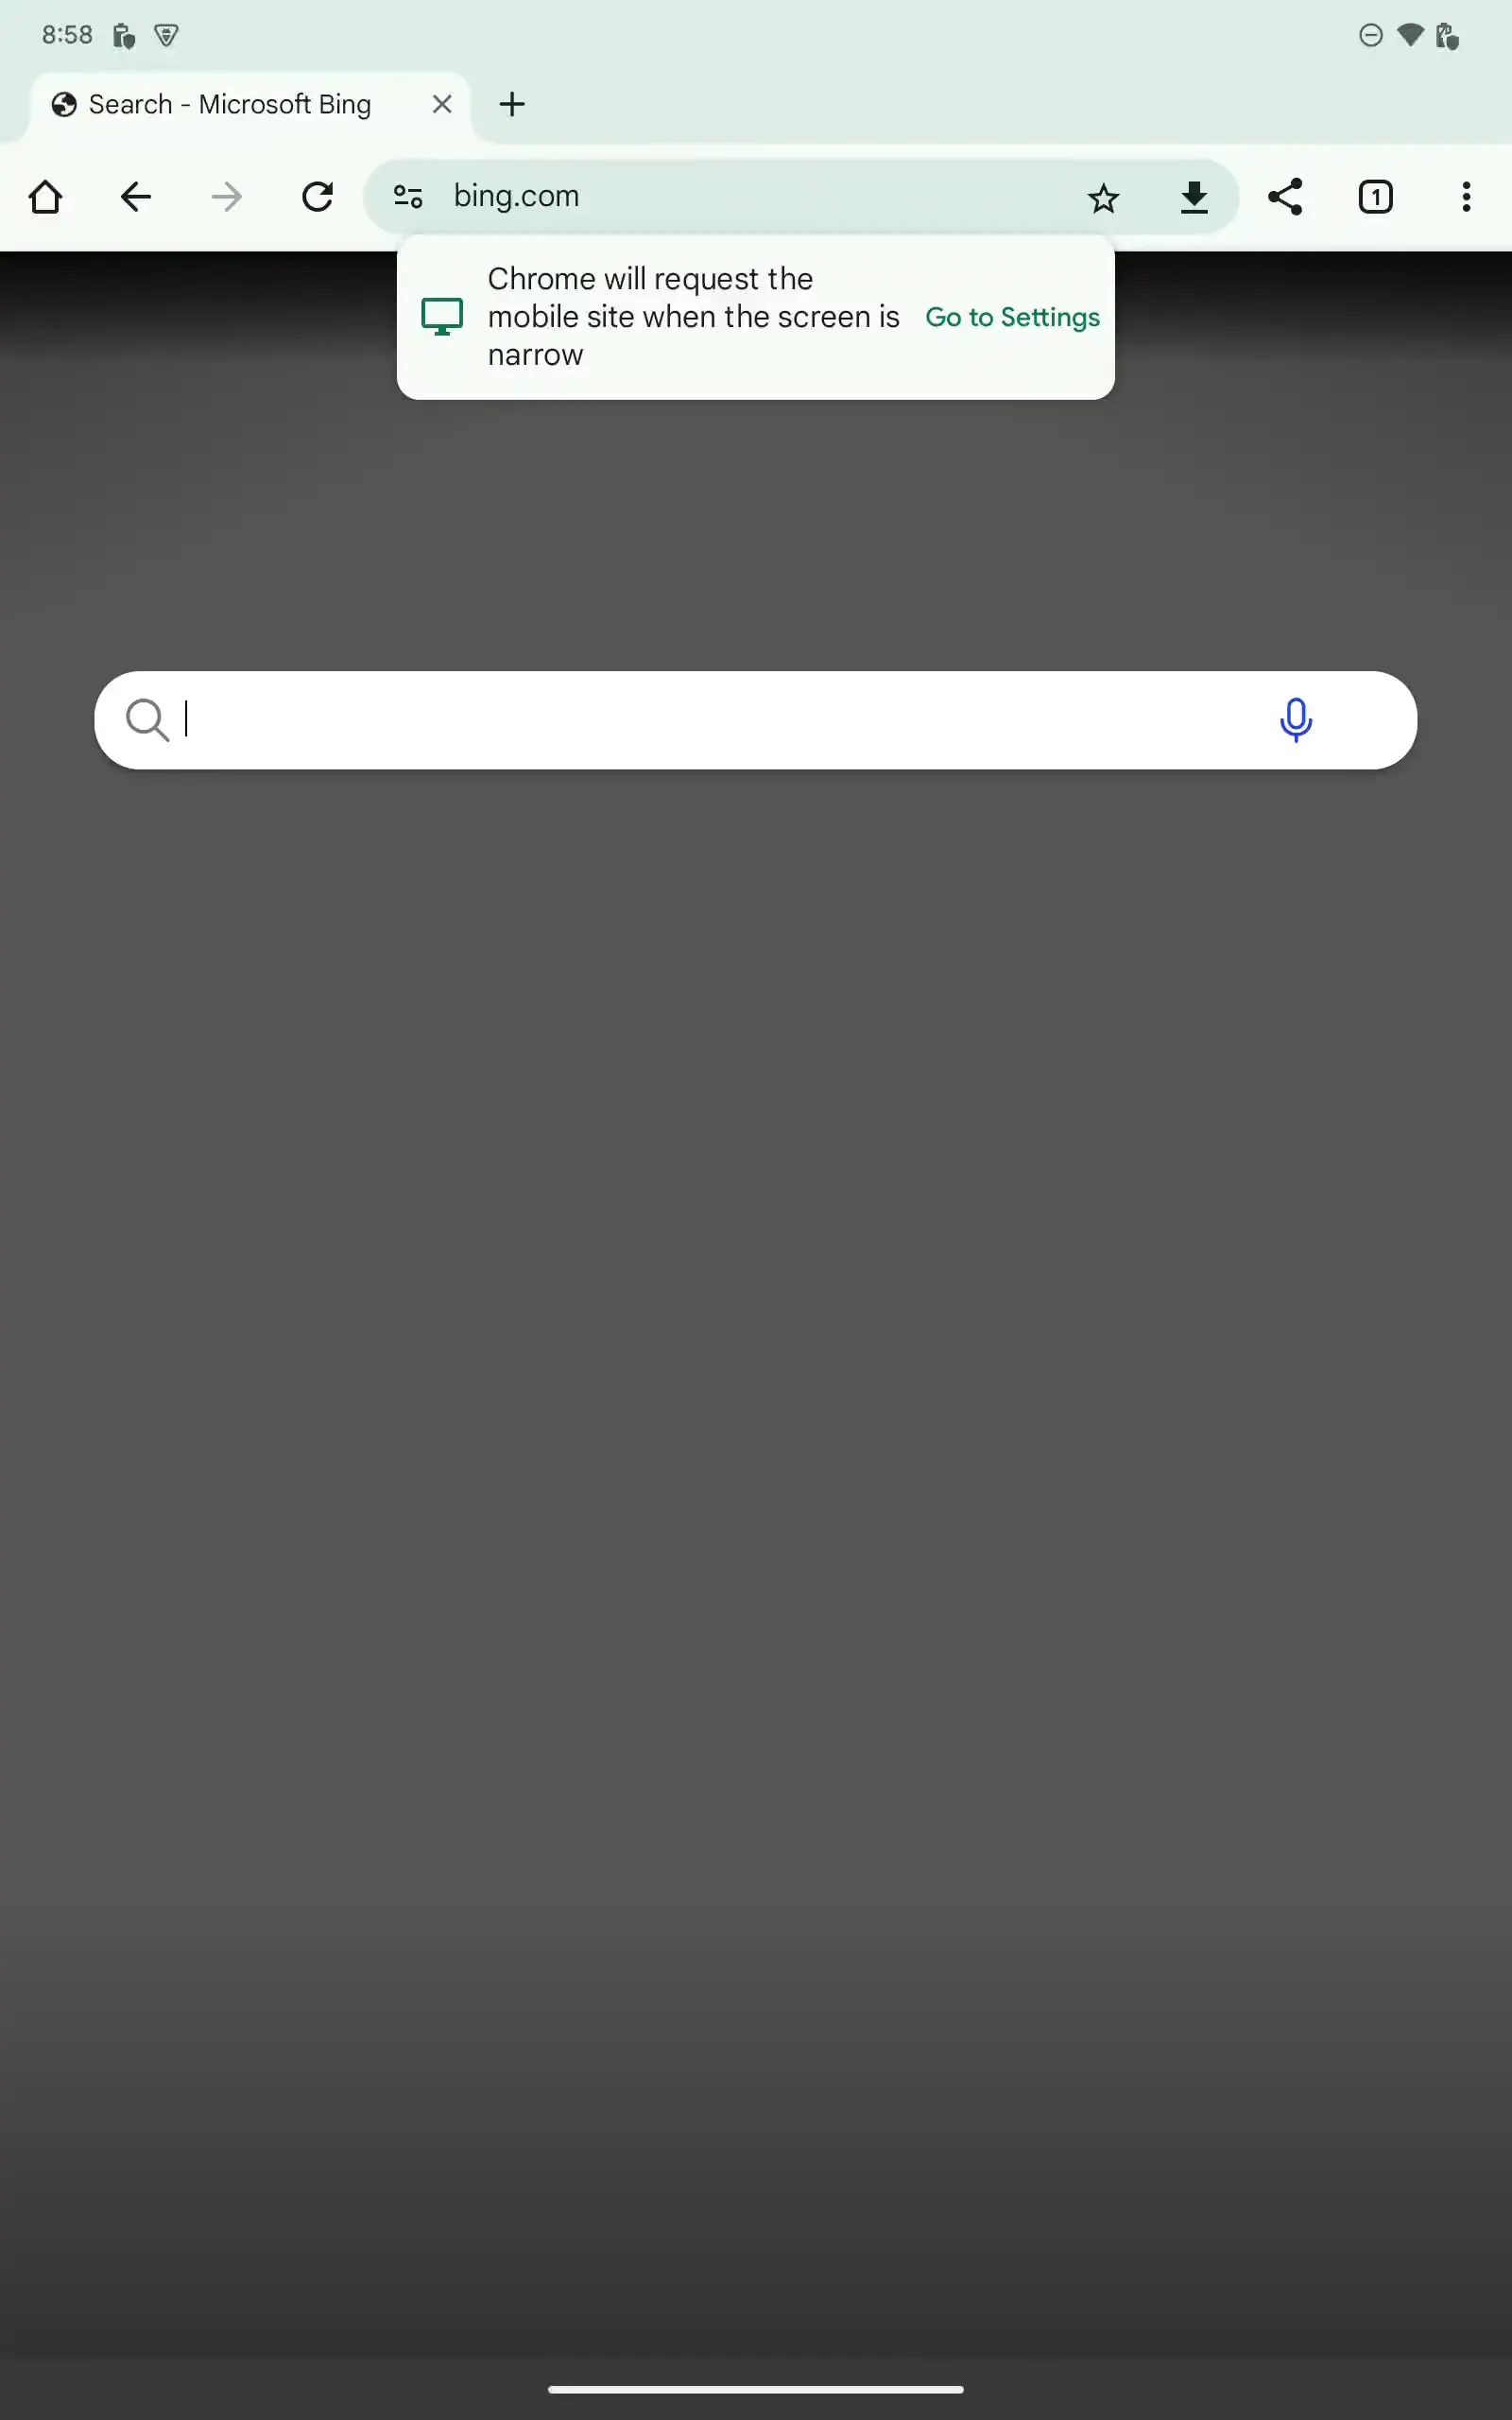 8:58
Search - Microsoft Bing
bing.com
1
Chrome will request the
mobile site when the screen is
narrow
Go to Settings